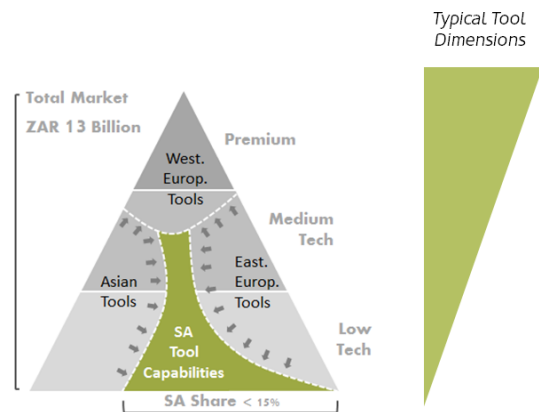 Typical Tool
Dimensions
Total Market
ZAR 13 Billion
Premium
West.
Europ.
Tools
Medium
Tech
Asian
Tools
East.
Europ.
Tools
Low
Tech
SA
Tool
Capabilities
SA Share < 15%